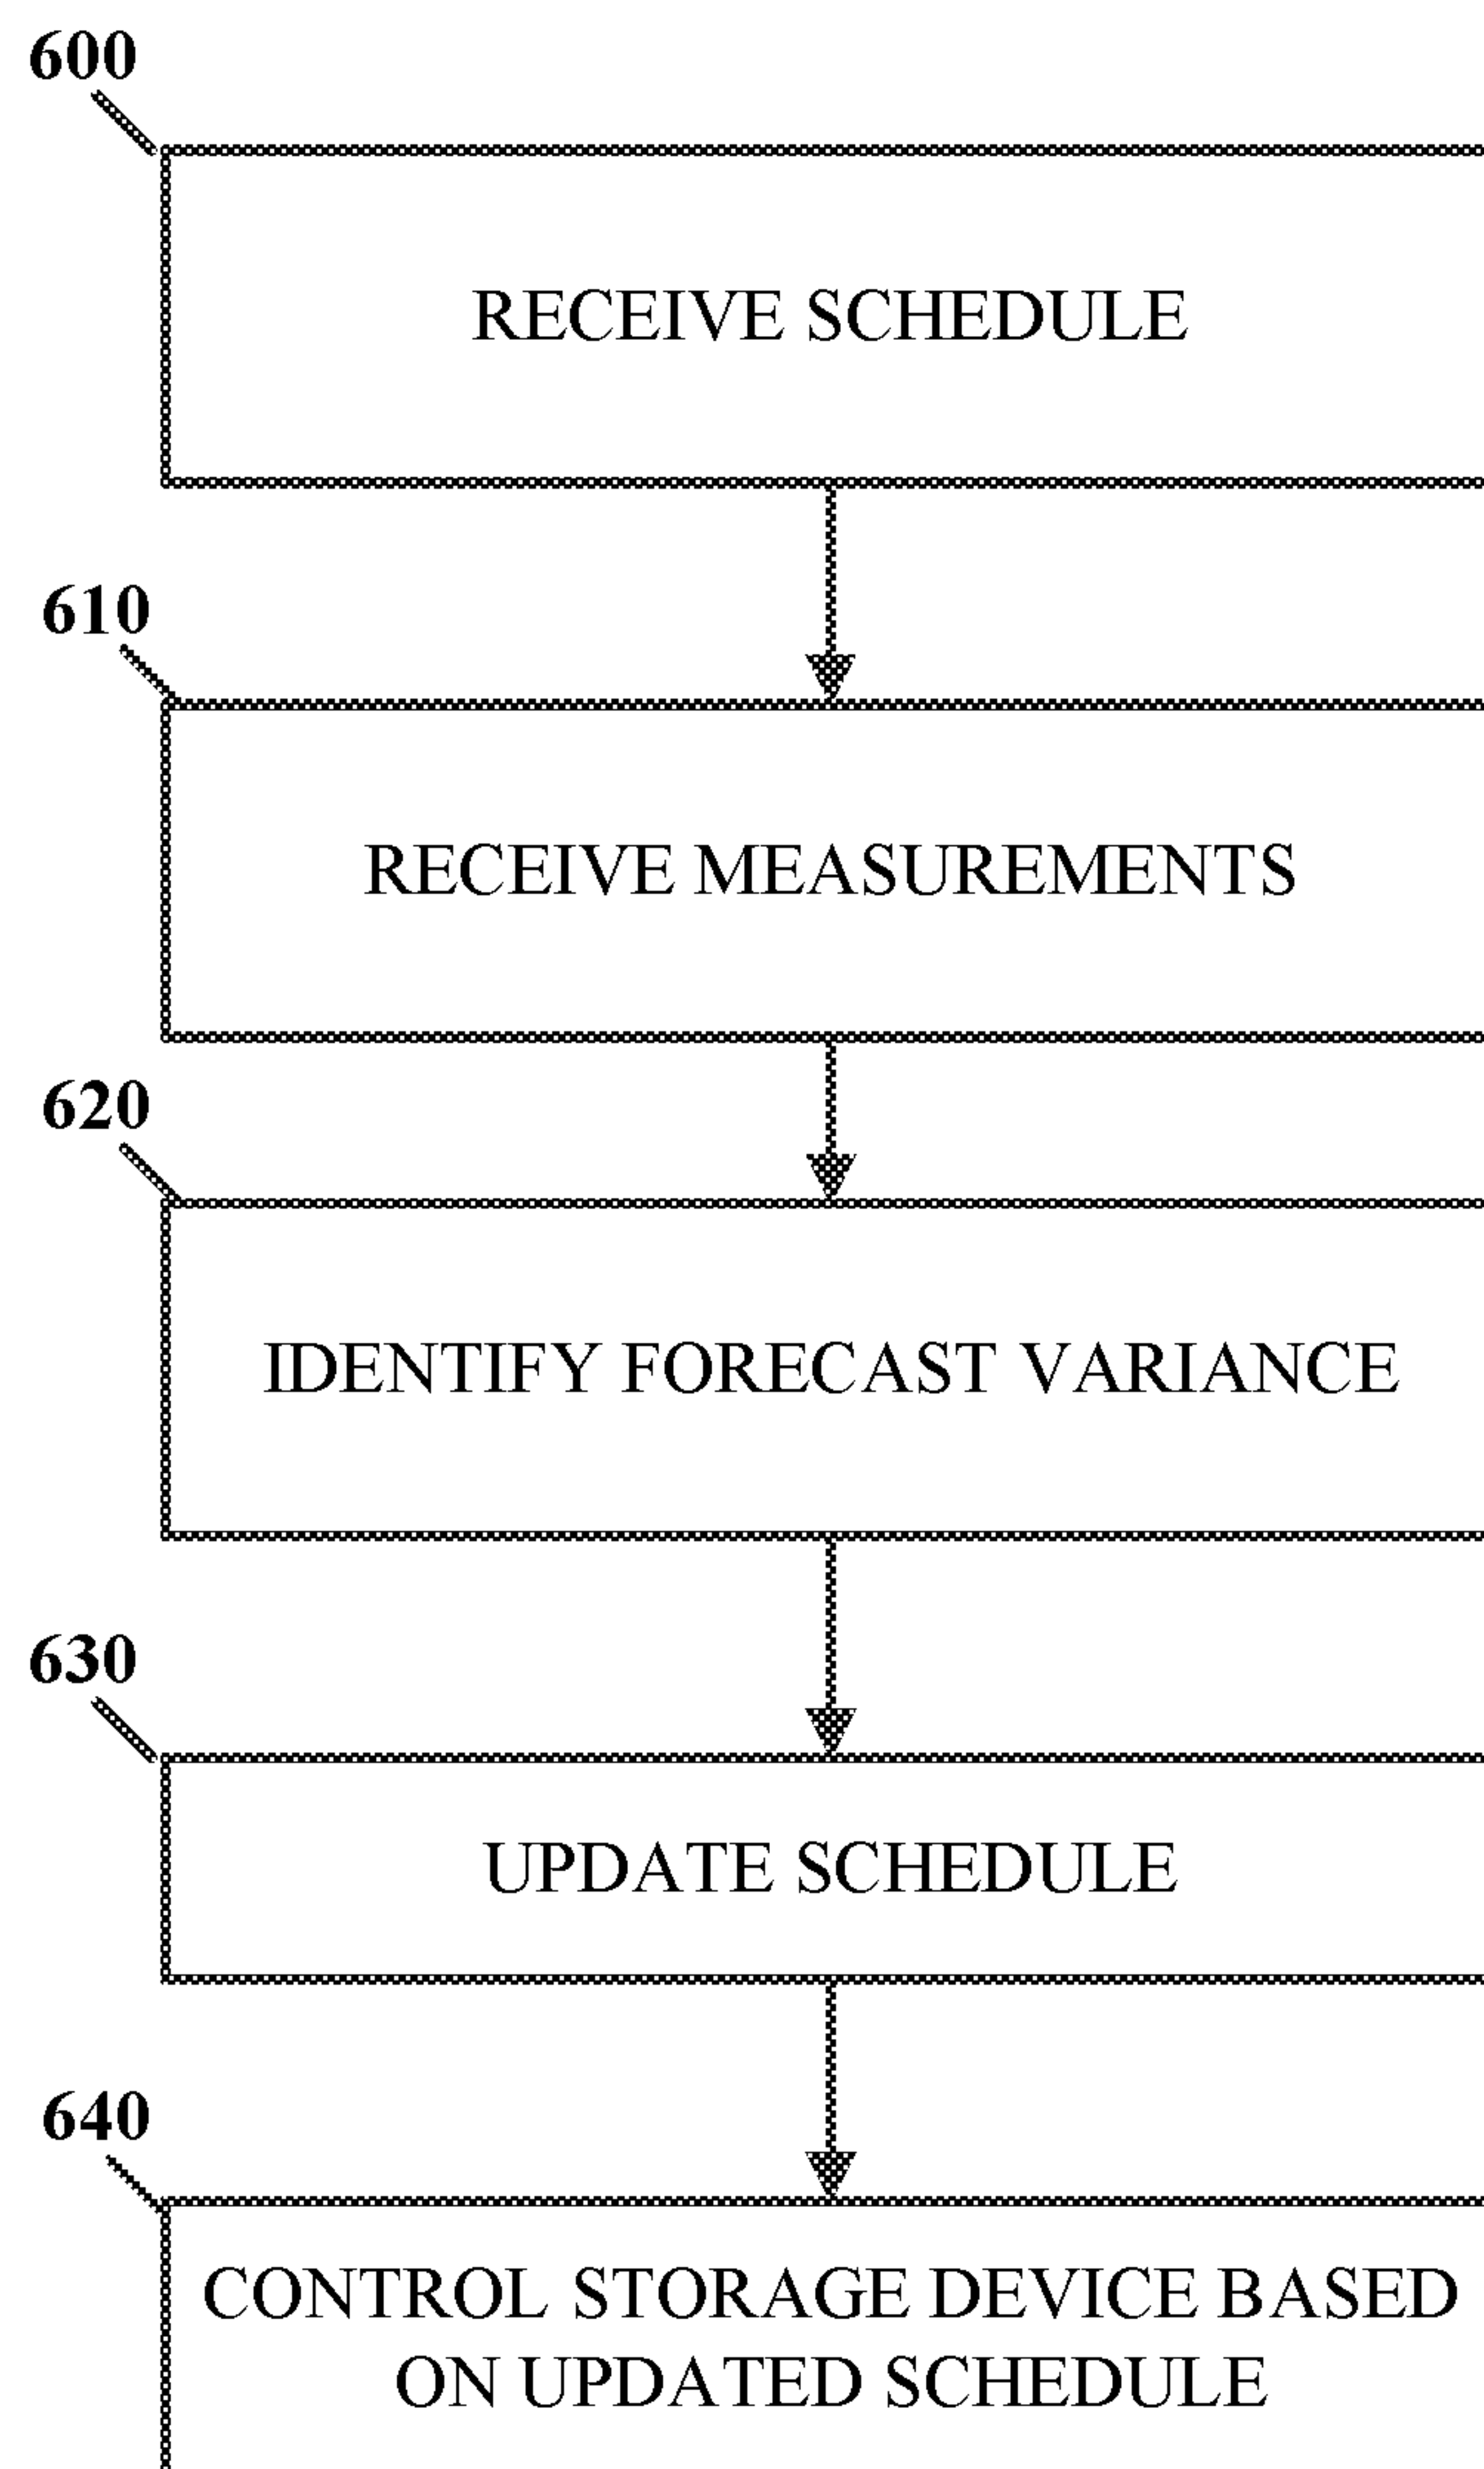 600
RECEIVE SCHEDULE
610
RECEIVE MEASUREMENTS
620
IDENTIFY FORECAST VARIANCE
630
UPDATE SCHEDULE
640
CONTROL STORAGE DEVICE BASED
ON UPDATED SCHEDULE